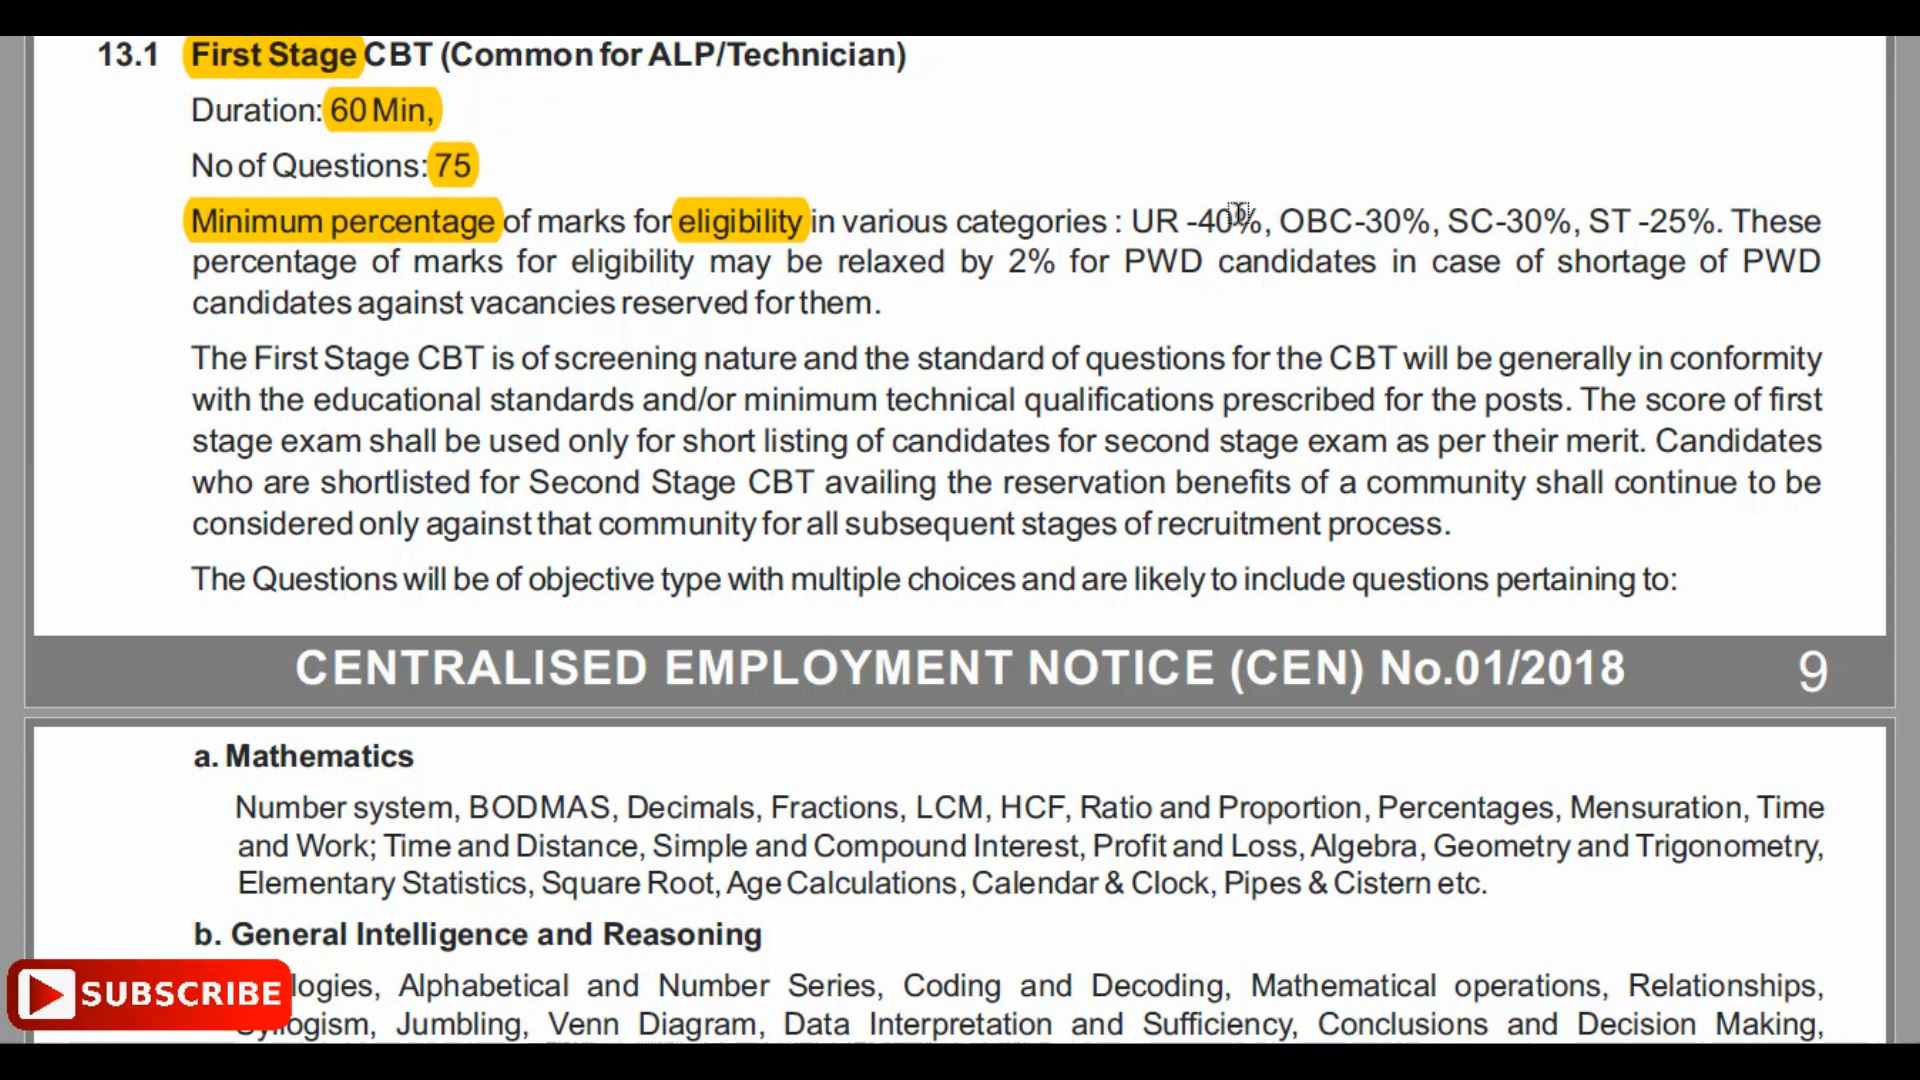 13.1 First Stage CBT (Common for ALP/Technician)
Duration: 60 Min,
No of Questions: 75
Minimum percentage of marks for eligibility in various categories : UR -40%, OBC-30%, SC-30%, ST -25%. These
percentage of marks for eligibility may be relaxed by 2% for PWD candidates in case of shortage of PWD
candidates against vacancies reserved for them.
The First Stage CBT is of screening nature and the standard of questions for the CBT will be generally in conformity
with the educational standards and/or minimum technical qualifications prescribed for the posts. The score of first
stage exam shall be used only for short listing of candidates for second stage exam as per their merit. Candidates
who are shortlisted for Second Stage CBT availing the reservation benefits of a community shall continue to be
considered only against that community for all subsequent stages of recruitment process.
The Questions will be of objective type with multiple choices and are likely to include questions pertaining to:
CENTRALISED EMPLOYMENT NOTICE (CEN) No.01/2018 9
a. Mathematics
Number system, BODMAS, Decimals, Fractions, LCM, HCF, Ratio and Proportion, Percentages, Mensuration, Time
and Work; Time and Distance, Simple and Compound Interest, Profit and Loss, Algebra, Geometry and Trigonometry,
Elementary Statistics, Square Root, Age Calculations, Calendar & Clock, Pipes & Cistern etc.
b. General Intelligence and Reasoning
logies, Alphabetical and Number Series, Coding and Decoding, Mathematical operations, Relationships,
Syllogism, Jumbling, Venn Diagram, Data Interpretation and Sufficiency, Conclusions and Decision Making,
SUBSCRIBE